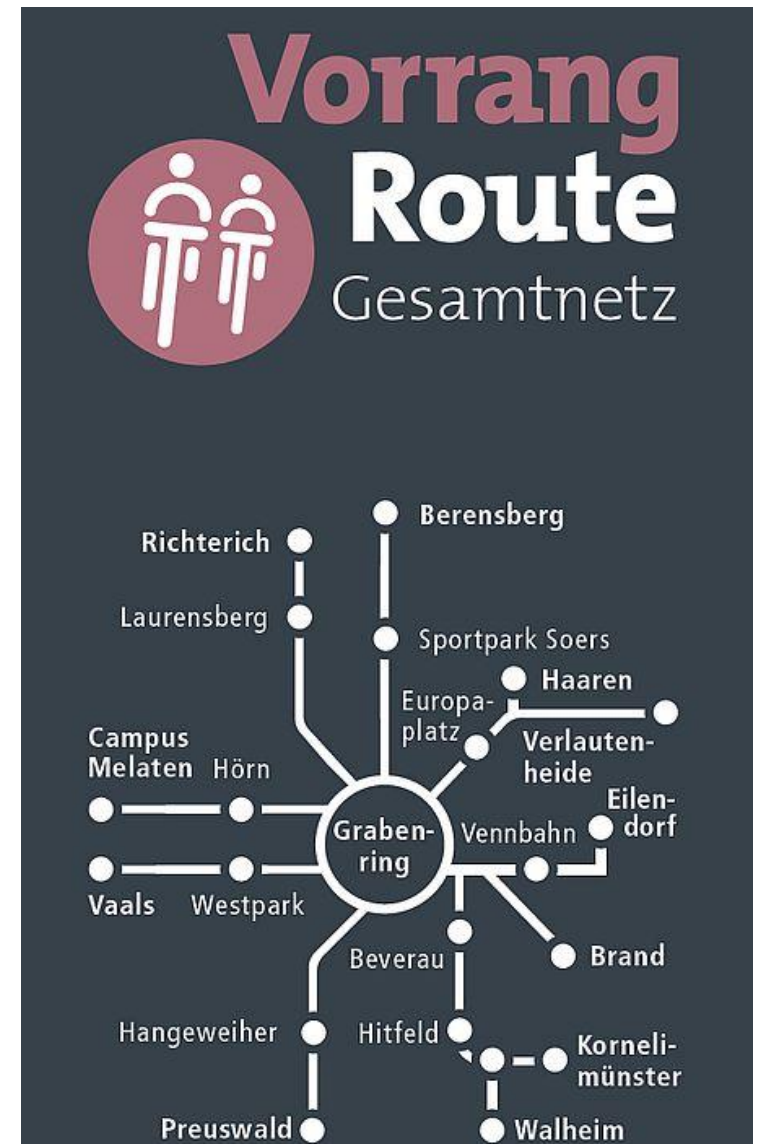 Vorrang
Route
Gesamtnetz
Berensberg
Richterich
Laurensberg
Sportpark Soers
Haaren
Europa-
platz
Verlauten-
heide
Campus
Melaten
Hörn
Eilen-
dorf
Graben-
ring
Vennbahn
Vaals
Westpark
Beverau
Brand
Hangeweiher
Hitfeld
Korneli-
münster
Preuswald
Walheim